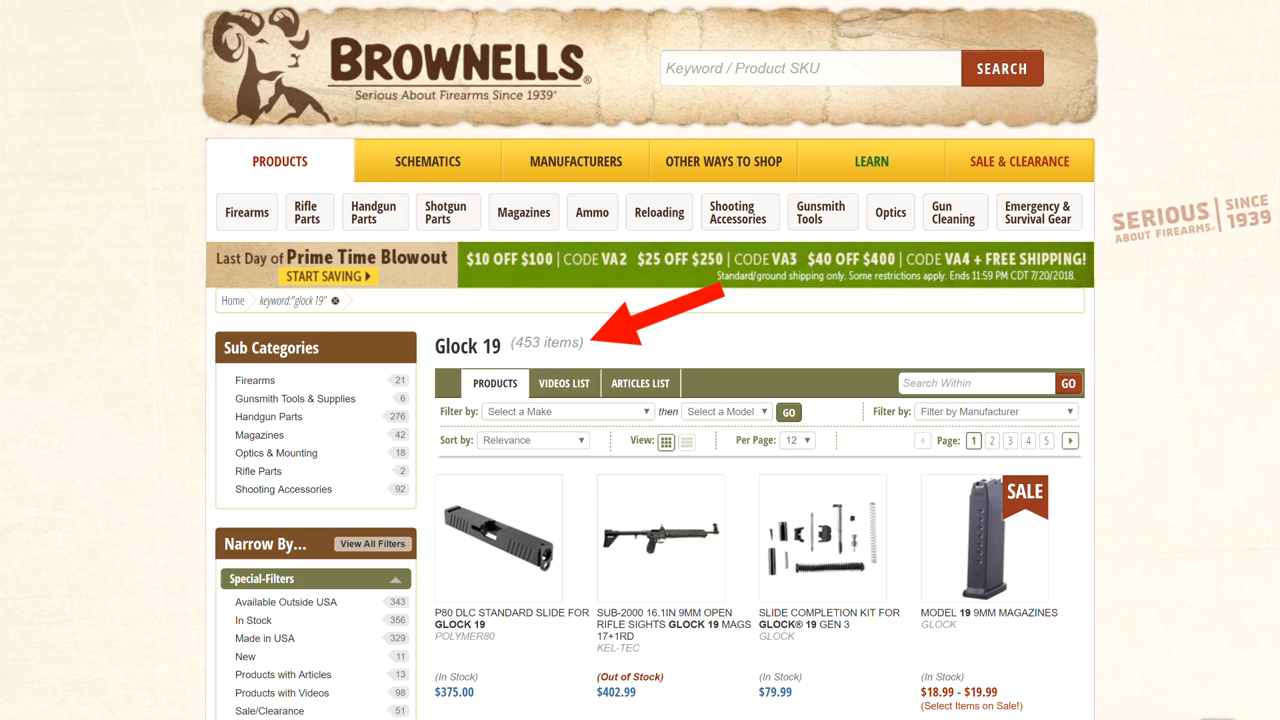 BROWNELLS®
Serious About Firearms Since 1939®
Keyword / Product SKU
SEARCH
PRODUCTS
SCHEMATICS
MANUFACTURERS
OTHER WAYS TO SHOP
LEARN
SALE & CLEARANCE
Firearms
Rifle
Parts
Handgun
Parts
Shotgun
Parts
Magazines
Ammo
Reloading
Shooting
Accessories
Gunsmith
Tools
Optics
Gun
Cleaning
Emergency &
Survival Gear
SERIOUS
ABOUT FIREARMS.
SINCE
1939
Last Day of Prime Time Blowout
START SAVING
$10 OFF $100 | CODE VA2 $25 OFF $250 | CODE VA3 $40 OFF $400 | CODE VA4 + FREE SHIPPING!
Standard/ground shipping only. Some restrictions apply. Ends 11:59 PM CDT 7/20/2018.
Home
keyword:"glock 19"
Sub Categories
Firearms 21
Gunsmith Tools & Supplies 6
Handgun Parts 276
Magazines 42
Optics & Mounting 18
Rifle Parts 2
Shooting Accessories 92
Narrow By...
View All Filters
Special-Filters
Available Outside USA 343
In Stock 356
Made in USA 329
New 11
Products with Articles 13
Products with Videos 98
Sale/Clearance 51
Glock 19 (453 items)
PRODUCTS
VIDEOS LIST
ARTICLES LIST
Search Within
GO
Filter by: Select a Make then Select a Model GO
Filter by: Filter by Manufacturer
Sort by: Relevance
View:
Per Page: 12
Page: 1 2 3 4 5
P80 DLC STANDARD SLIDE FOR
GLOCK 19
POLYMER80
(In Stock)
$375.00
SUB-2000 16.1IN 9MM OPEN
RIFLE SIGHTS GLOCK 19 MAGS
17+1RD
KEL-TEC
(Out of Stock)
$402.99
SLIDE COMPLETION KIT FOR
GLOCK® 19 GEN 3
GLOCK
(In Stock)
$79.99
SALE
MODEL 19 9MM MAGAZINES
GLOCK
(In Stock)
$18.99 - $19.99
(Select Items on Sale!)